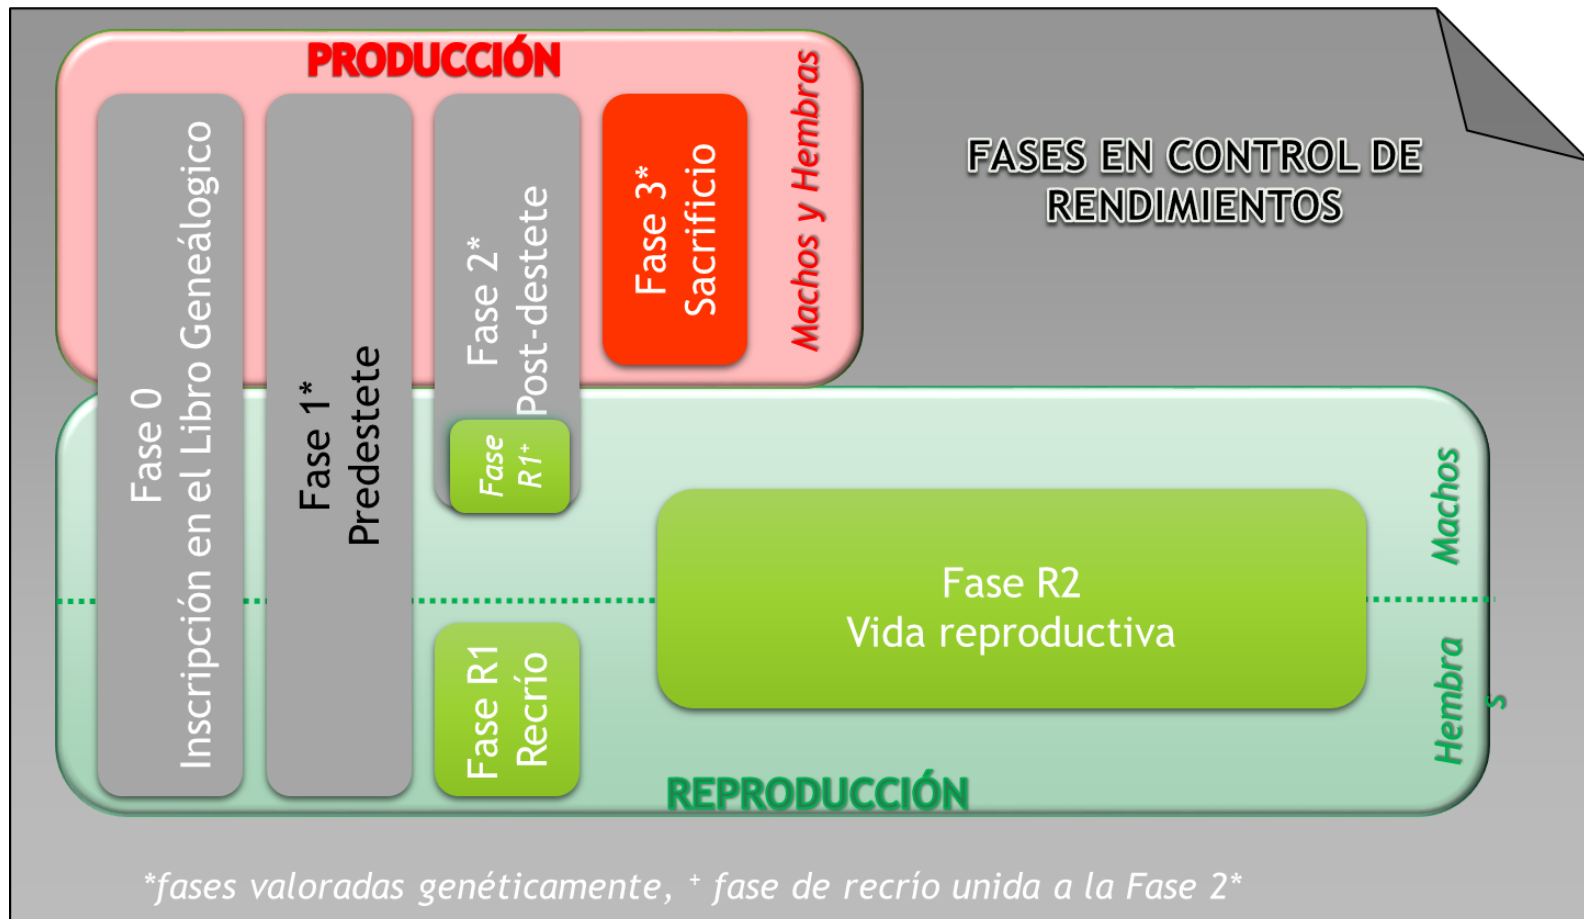 PRODUCCIÓN
Fase 0
Inscripción en el Libro Geneálogico
Fase 1*
Predestete
Fase 2*
Post-destete
Fase 3*
Sacrificio
Machos y Hembras
FASES EN CONTROL DE
RENDIMIENTOS
Fase
R1⁺
Fase R1
Recrío
Fase R2
Vida reproductiva
Machos
Hembra
s
REPRODUCCIÓN
*fases valoradas genéticamente, ⁺ fase de recrío unida a la Fase 2*